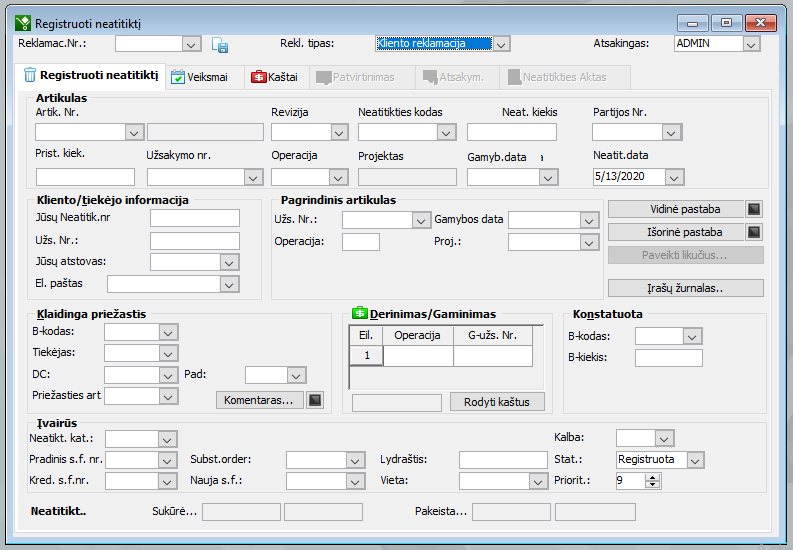 Registruoti neatitiktį
Reklamac.Nr.: Rekl. tipas: Kliento reklamacija Atsakingas: ADMIN
Registruoti neatitiktį Veiksmai Kaštai Patvirtinimas Atsakym. Neatitikties Aktas
Artikulas
Artik. Nr. Revizija Neatitikties kodas Neat. kiekis Partijos Nr.
Prist. kiek. Užsakymo nr. Operacija Projektas Gamyb.data Neatit.data
5/13/2020
Kliento/tiekėjo informacija
Jūsų Neatitik.nr
Užs. Nr.:
Jūsų atstovas:
El. paštas
Pagrindinis artikulas
Užs. Nr.: Gamybos data
Operacija: Proj.:
Vidinė pastaba
Išorinė pastaba
Paveikti likučius...
Įrašų žurnalas..
Klaidinga priežastis
B-kodas:
Tiekėjas:
DC: Pad:
Priežasties art Komentaras...
Derinimas/Gaminimas
Eil. Operacija G-užs. Nr.
1
Rodyti kaštus
Konstatuota
B-kodas:
B-kiekis:
Įvairūs
Neatikt. kat.: Kalba:
Pradinis s.f. nr. Subst.order: Lydraštis: Stat.: Registruota
Kred. s.f.nr. Nauja s.f.: Vieta: Priorit.: 9
Neatitikt.. Sukūrė... Pakeista...